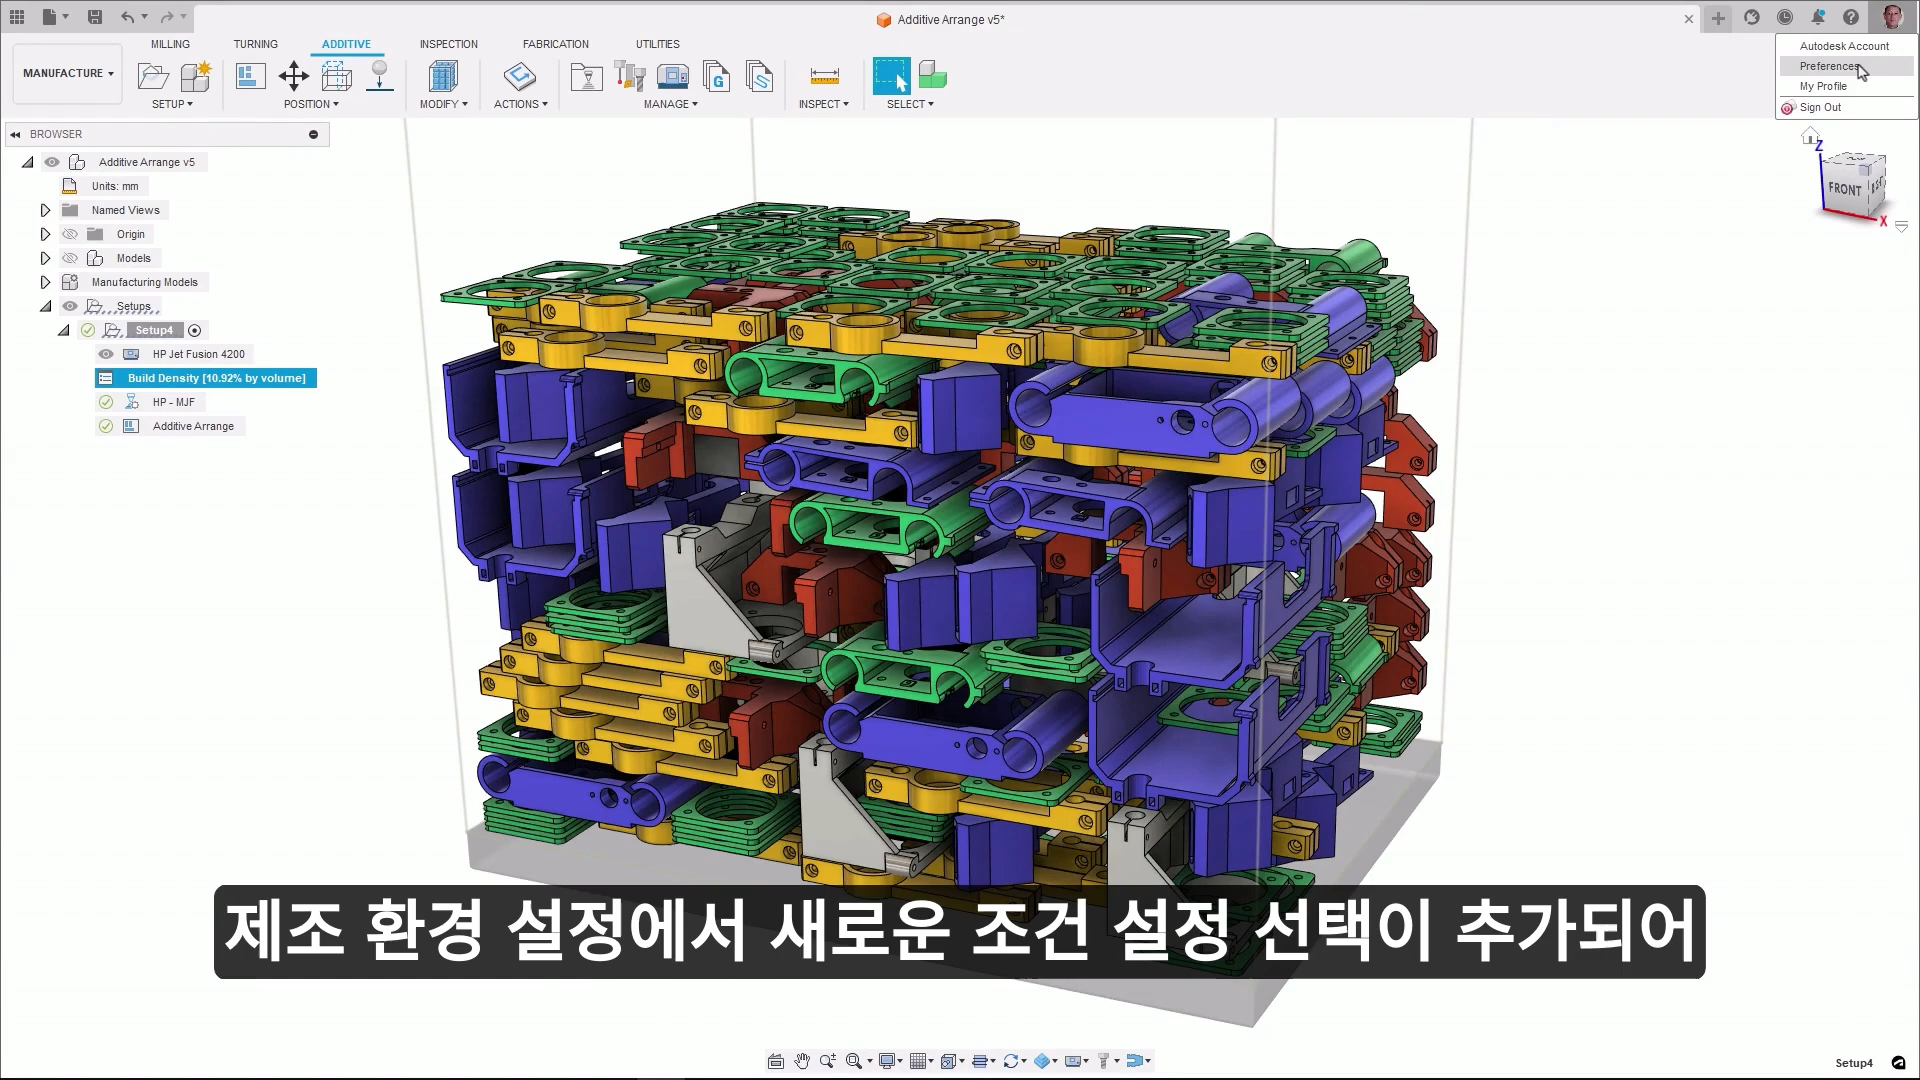 Additive Arrange v5*
MILLING TURNING ADDITIVE INSPECTION FABRICATION UTILITIES
MANUFACTURE
SETUP POSITION MODIFY ACTIONS MANAGE INSPECT SELECT
Autodesk Account
Preferences
My Profile
Sign Out
BROWSER
Additive Arrange v5
Units: mm
Named Views
Origin
Models
Manufacturing Models
Setups
Setup4
HP Jet Fusion 4200
Build Density [10.92% by volume]
HP - MJF
Additive Arrange
Z
FRONT
X
제조 환경 설정에서 새로운 조건 설정 선택이 추가되어
Setup4